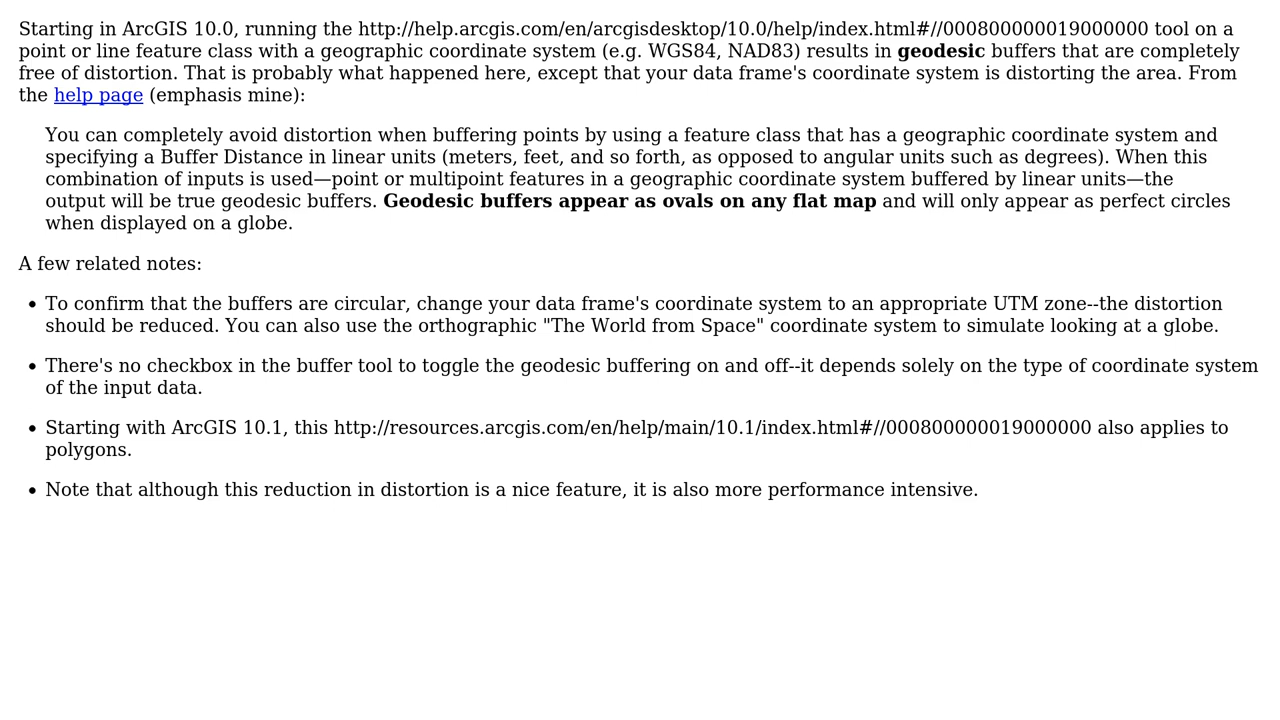 Starting in ArcGIS 10.0, running the http://help.arcgis.com/en/arcgisdesktop/10.0/help/index.html#//000800000019000000 tool on a
point or line feature class with a geographic coordinate system (e.g. WGS84, NAD83) results in geodesic buffers that are completely
free of distortion. That is probably what happened here, except that your data frame's coordinate system is distorting the area. From
the help page (emphasis mine):
You can completely avoid distortion when buffering points by using a feature class that has a geographic coordinate system and
specifying a Buffer Distance in linear units (meters, feet, and so forth, as opposed to angular units such as degrees). When this
combination of inputs is used—point or multipoint features in a geographic coordinate system buffered by linear units—the
output will be true geodesic buffers. Geodesic buffers appear as ovals on any flat map and will only appear as perfect circles
when displayed on a globe.
A few related notes:
• To confirm that the buffers are circular, change your data frame's coordinate system to an appropriate UTM zone--the distortion
should be reduced. You can also use the orthographic "The World from Space" coordinate system to simulate looking at a globe.
• There's no checkbox in the buffer tool to toggle the geodesic buffering on and off--it depends solely on the type of coordinate system
of the input data.
• Starting with ArcGIS 10.1, this http://resources.arcgis.com/en/help/main/10.1/index.html#//000800000019000000 also applies to
polygons.
• Note that although this reduction in distortion is a nice feature, it is also more performance intensive.